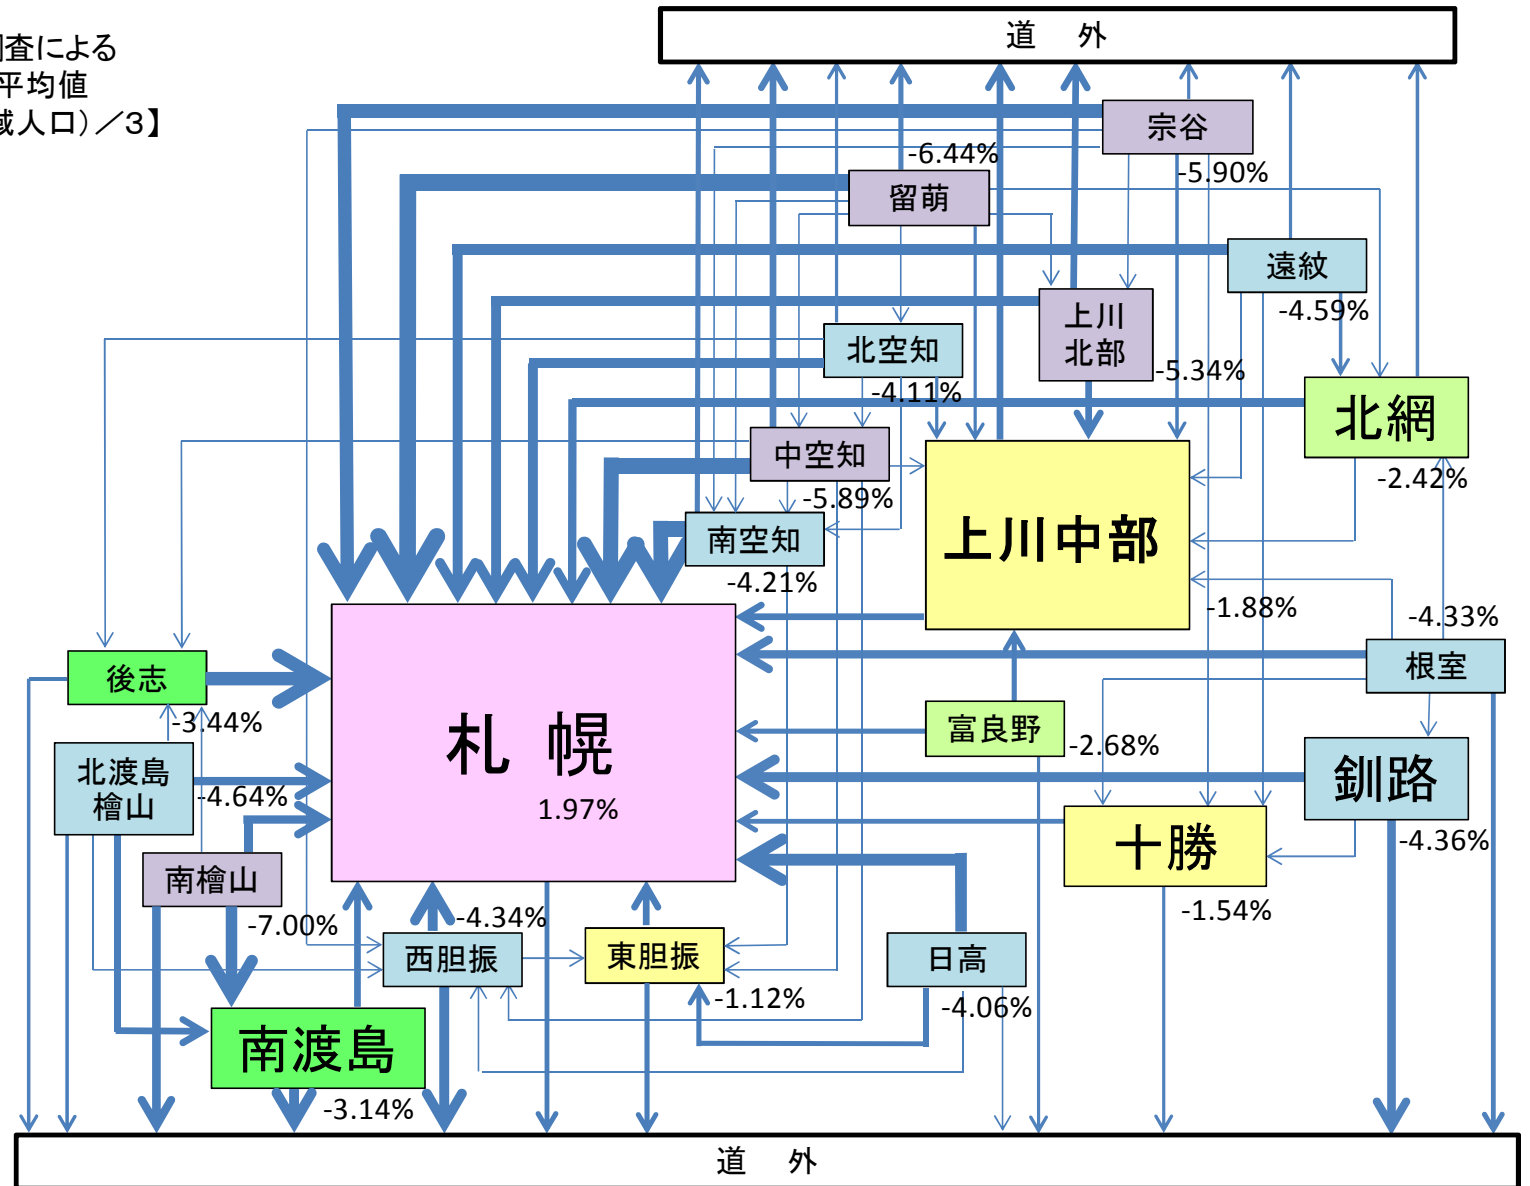 道 外
調査による
平均値
域人口）／3】
宗谷
-5.90%
-6.44%
留萌
遠紋
-4.59%
上川
北部
-5.34%
北空知
-4.11%
北網
-2.42%
中空知
-5.89%
南空知
-4.21%
上川中部
-1.88%
-4.33%
根室
後志
-3.44%
札 幌
1.97%
富良野
-2.68%
北渡島
檜山
-4.64%
釧路
-4.36%
十勝
-1.54%
南檜山
-7.00%
-4.34%
西胆振
東胆振
-1.12%
日高
-4.06%
南渡島
-3.14%
道 外